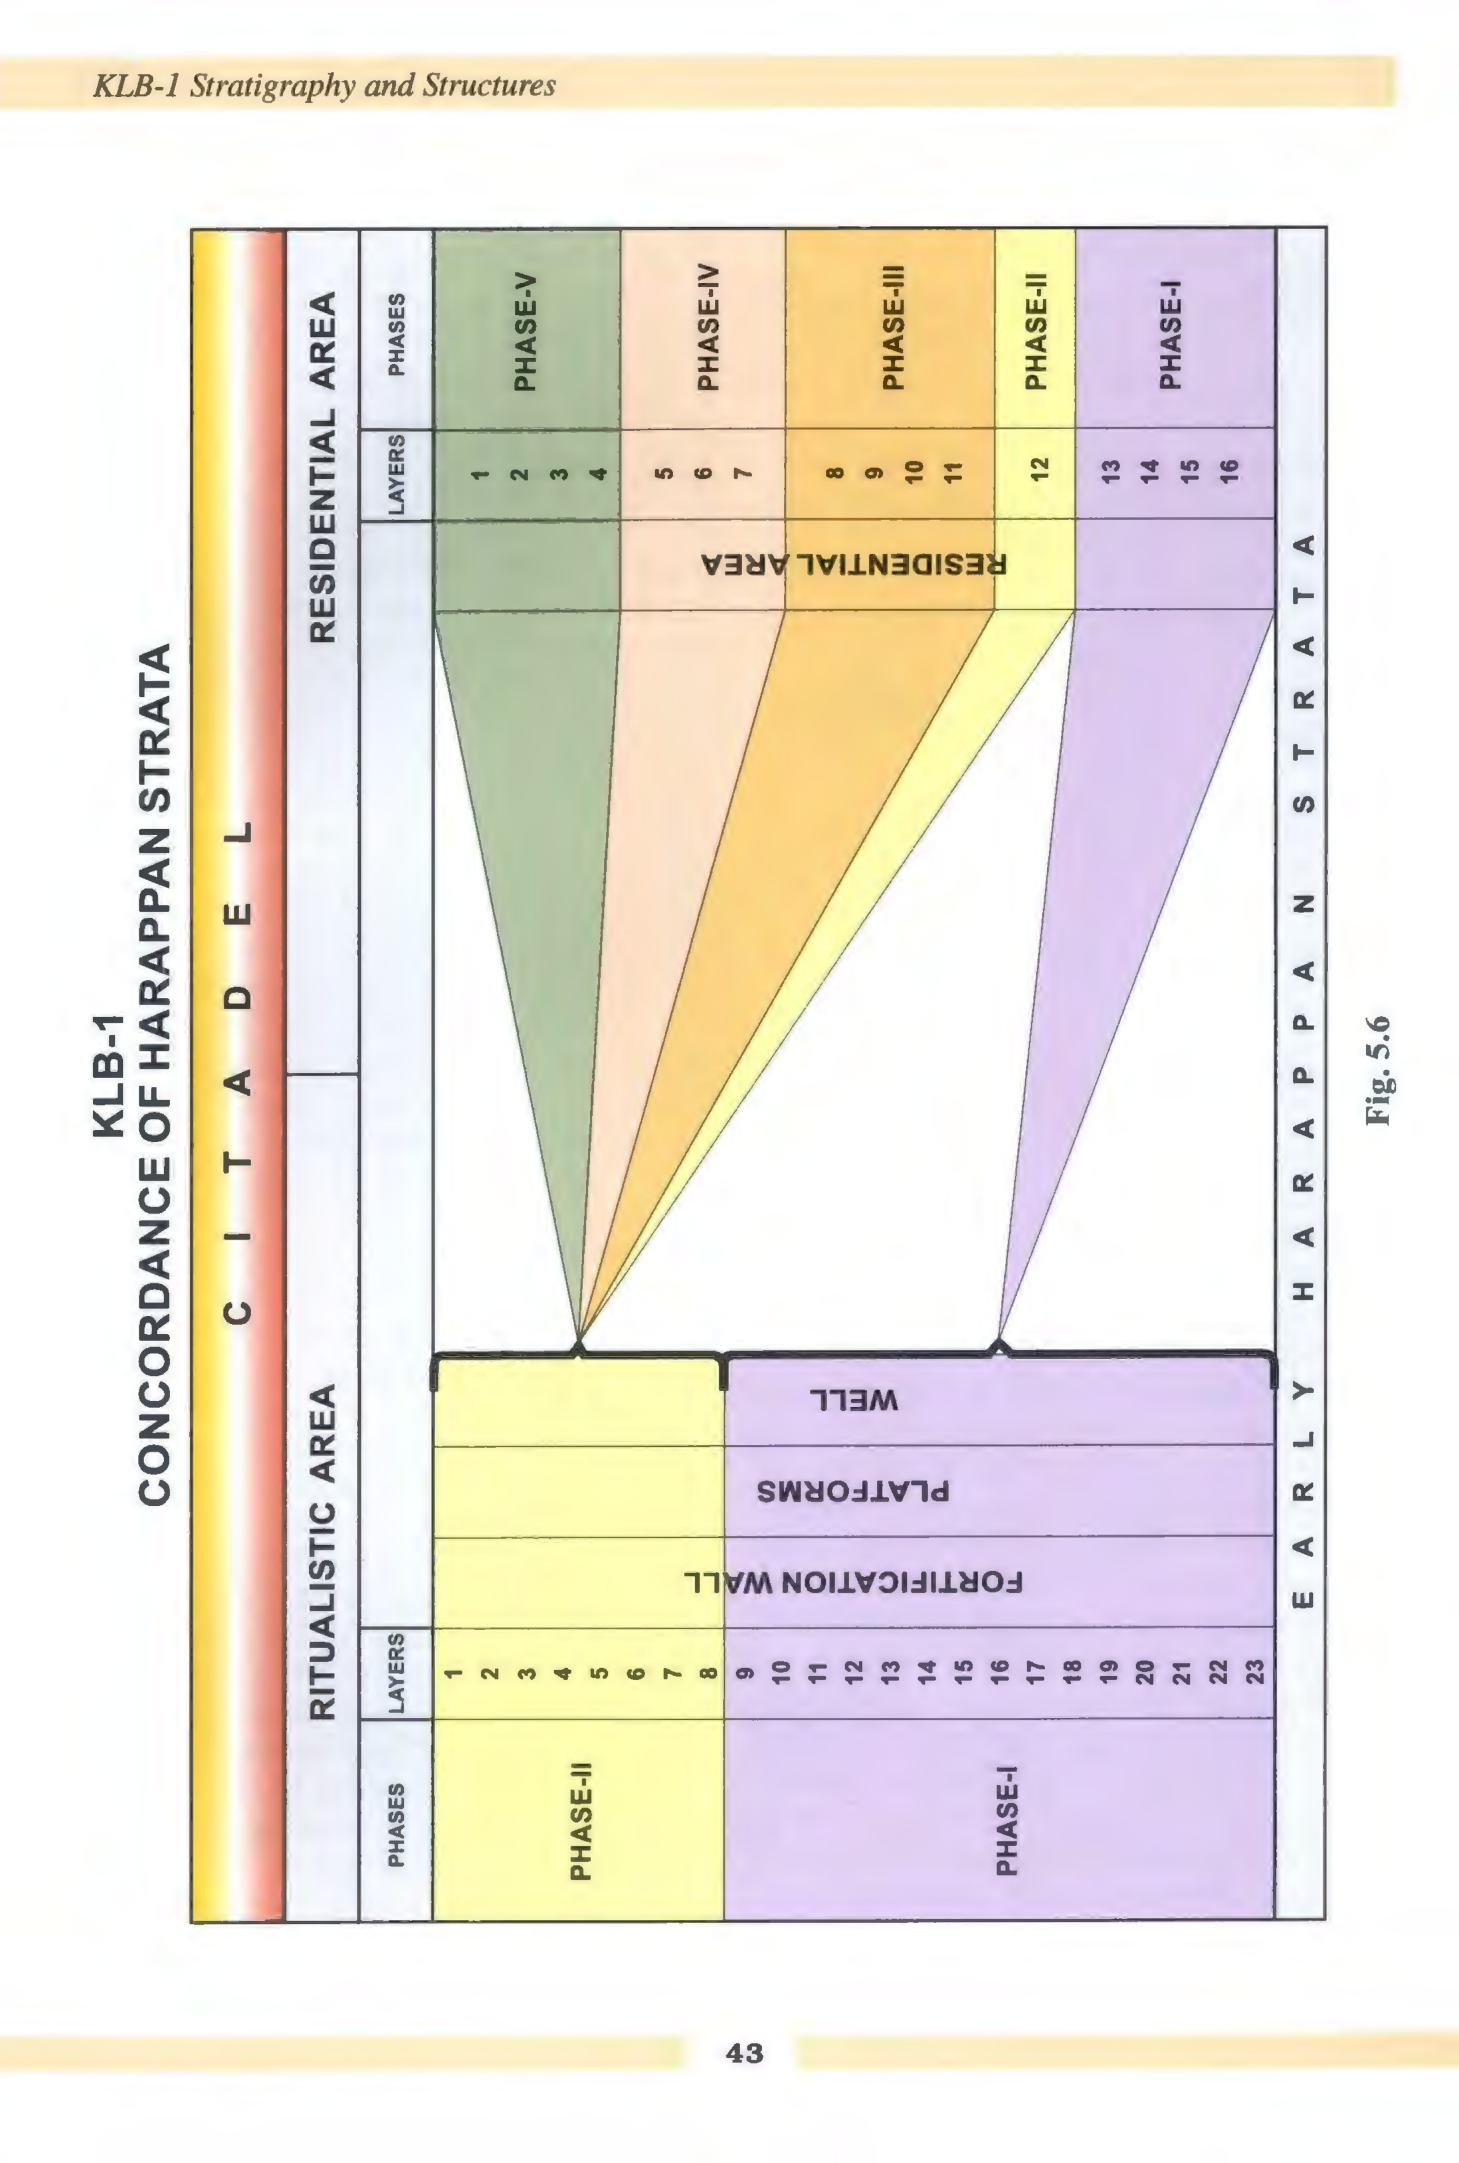 KLB-1 Stratigraphy and Structures
KLB-1
CONCORDANCE OF HARAPPAN STRATA
CITADEL
RITUALISTIC AREA RESIDENTIAL AREA
PHASES LAYERS LAYERS PHASES
PHASE-II
1
2
3
4
5
6
7
8
PHASE-I
9
10
11
12
13
14
15
16
17
18
19
20
21
22
23
FORTIFICATION WALL
PLATFORMS
WELL
RESIDENTIAL AREA
1
2
3
4
PHASE-V
5
6
7
PHASE-IV
8
9
10
11
PHASE-III
12
PHASE-II
13
14
15
16
PHASE-I
EARLY HARAPPAN STRATA
Fig. 5.6
43